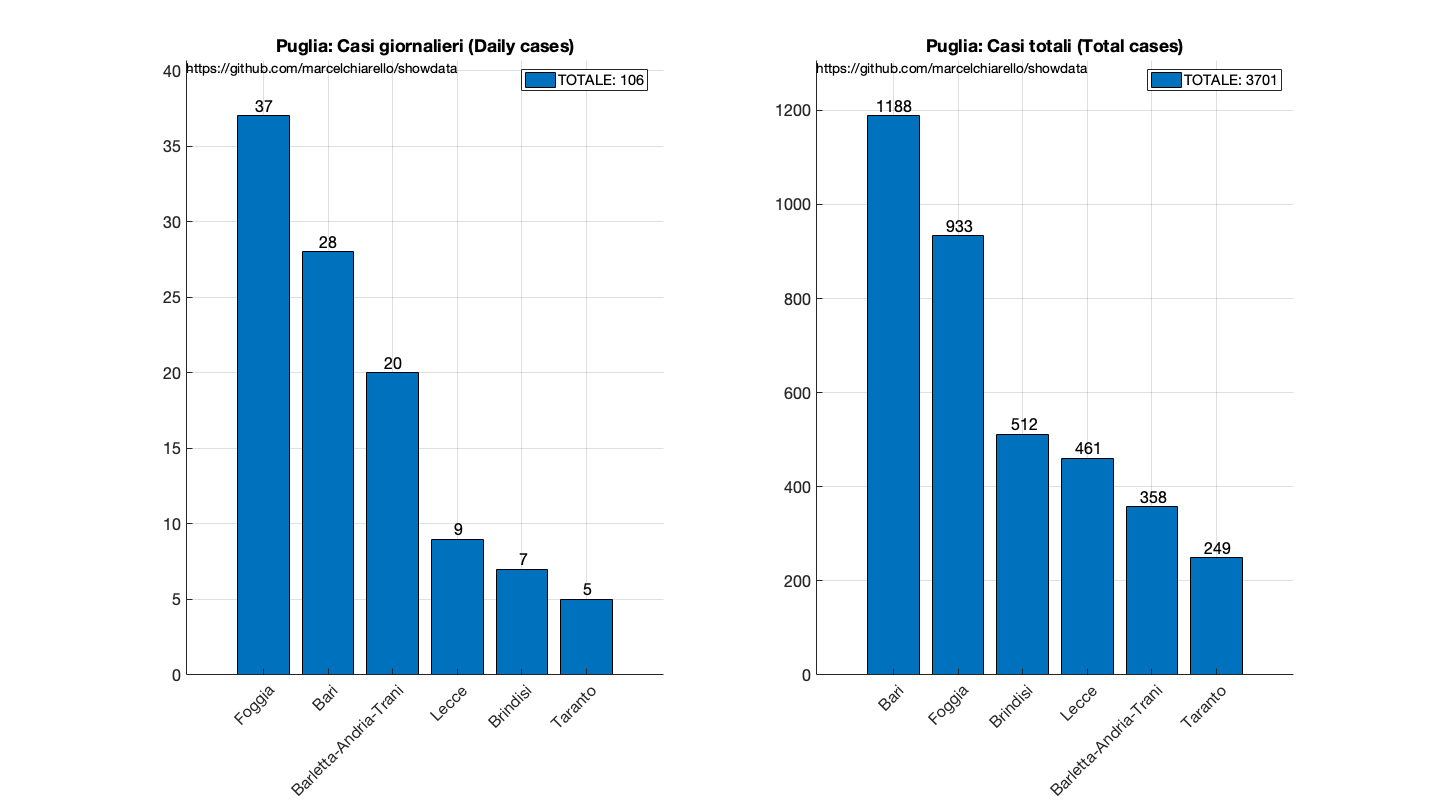 Puglia: Casi giornalieri (Daily cases)
https://github.com/marcelchiarello/showdata
TOTALE: 106
40
35
30
25
20
15
10
5
0
37
28
20
9
7
5
Foggia
Bari
Barletta-Andria-Trani
Lecce
Brindisi
Taranto
Puglia: Casi totali (Total cases)
https://github.com/marcelchiarello/showdata
TOTALE: 3701
1200
1000
800
600
400
200
0
1188
933
512
461
358
249
Bari
Foggia
Brindisi
Lecce
Barletta-Andria-Trani
Taranto